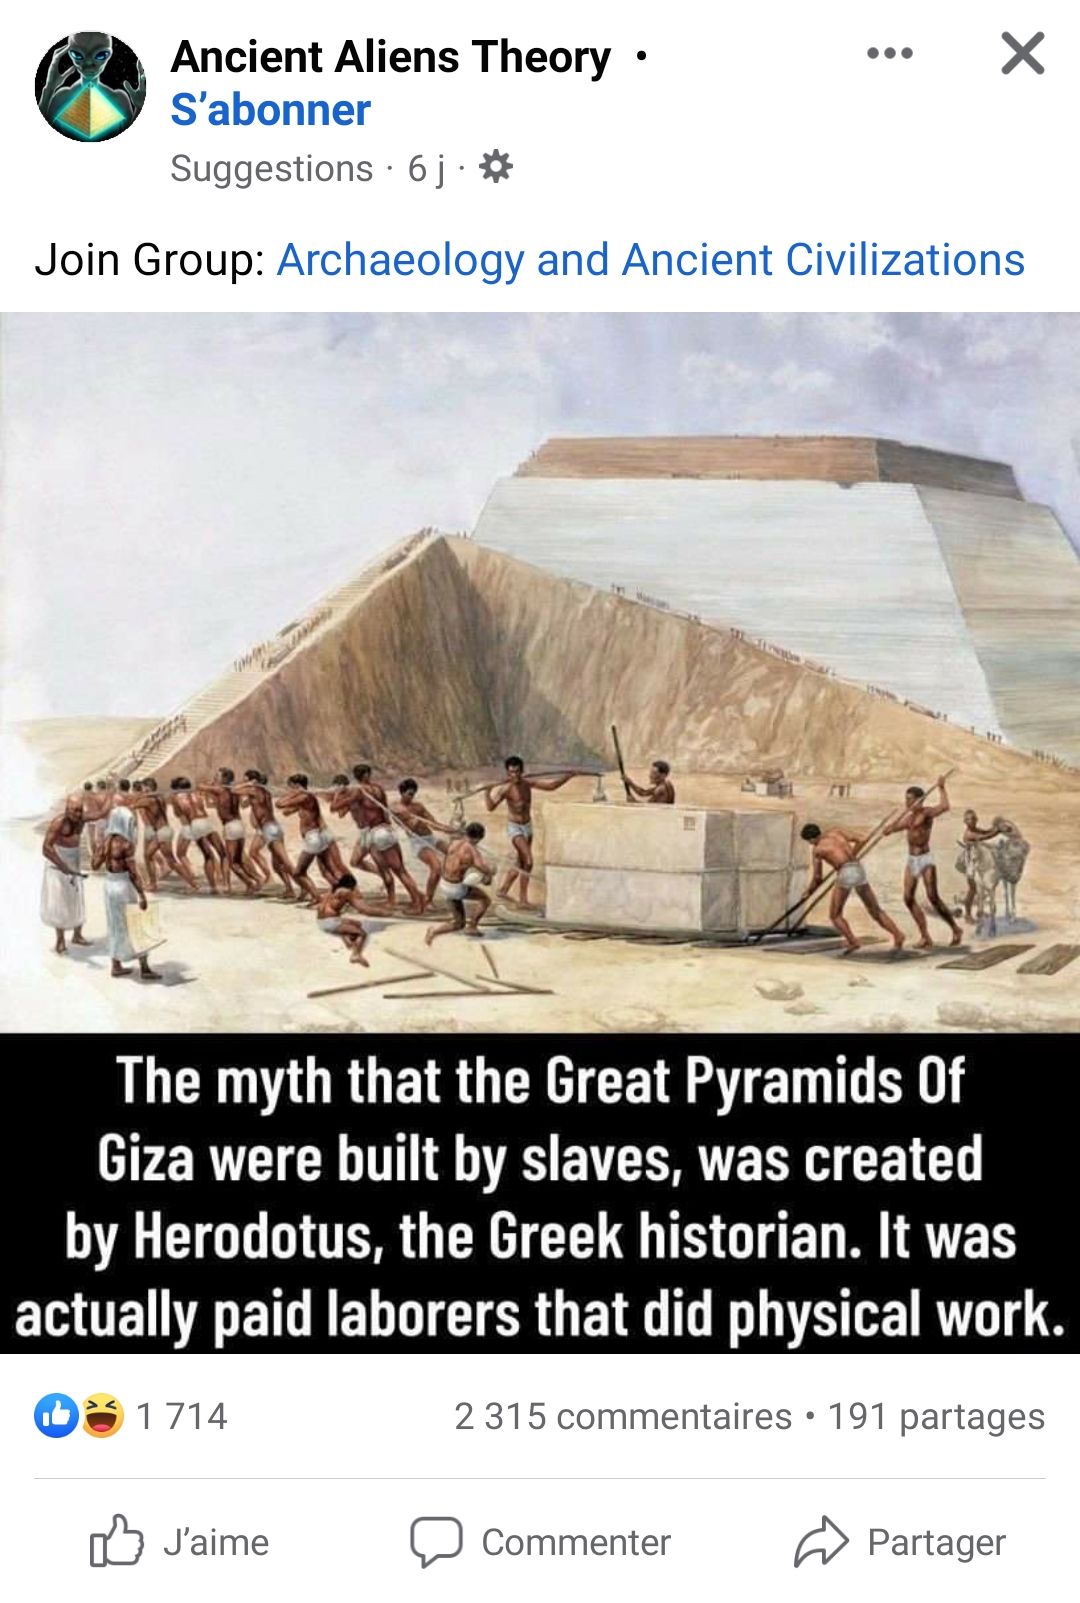 Ancient Aliens Theory •
S’abonner
Suggestions · 6 j ·
Join Group: Archaeology and Ancient Civilizations
The myth that the Great Pyramids Of
Giza were built by slaves, was created
by Herodotus, the Greek historian. It was
actually paid laborers that did physical work.
1 714
2 315 commentaires • 191 partages
J’aime
Commenter
Partager